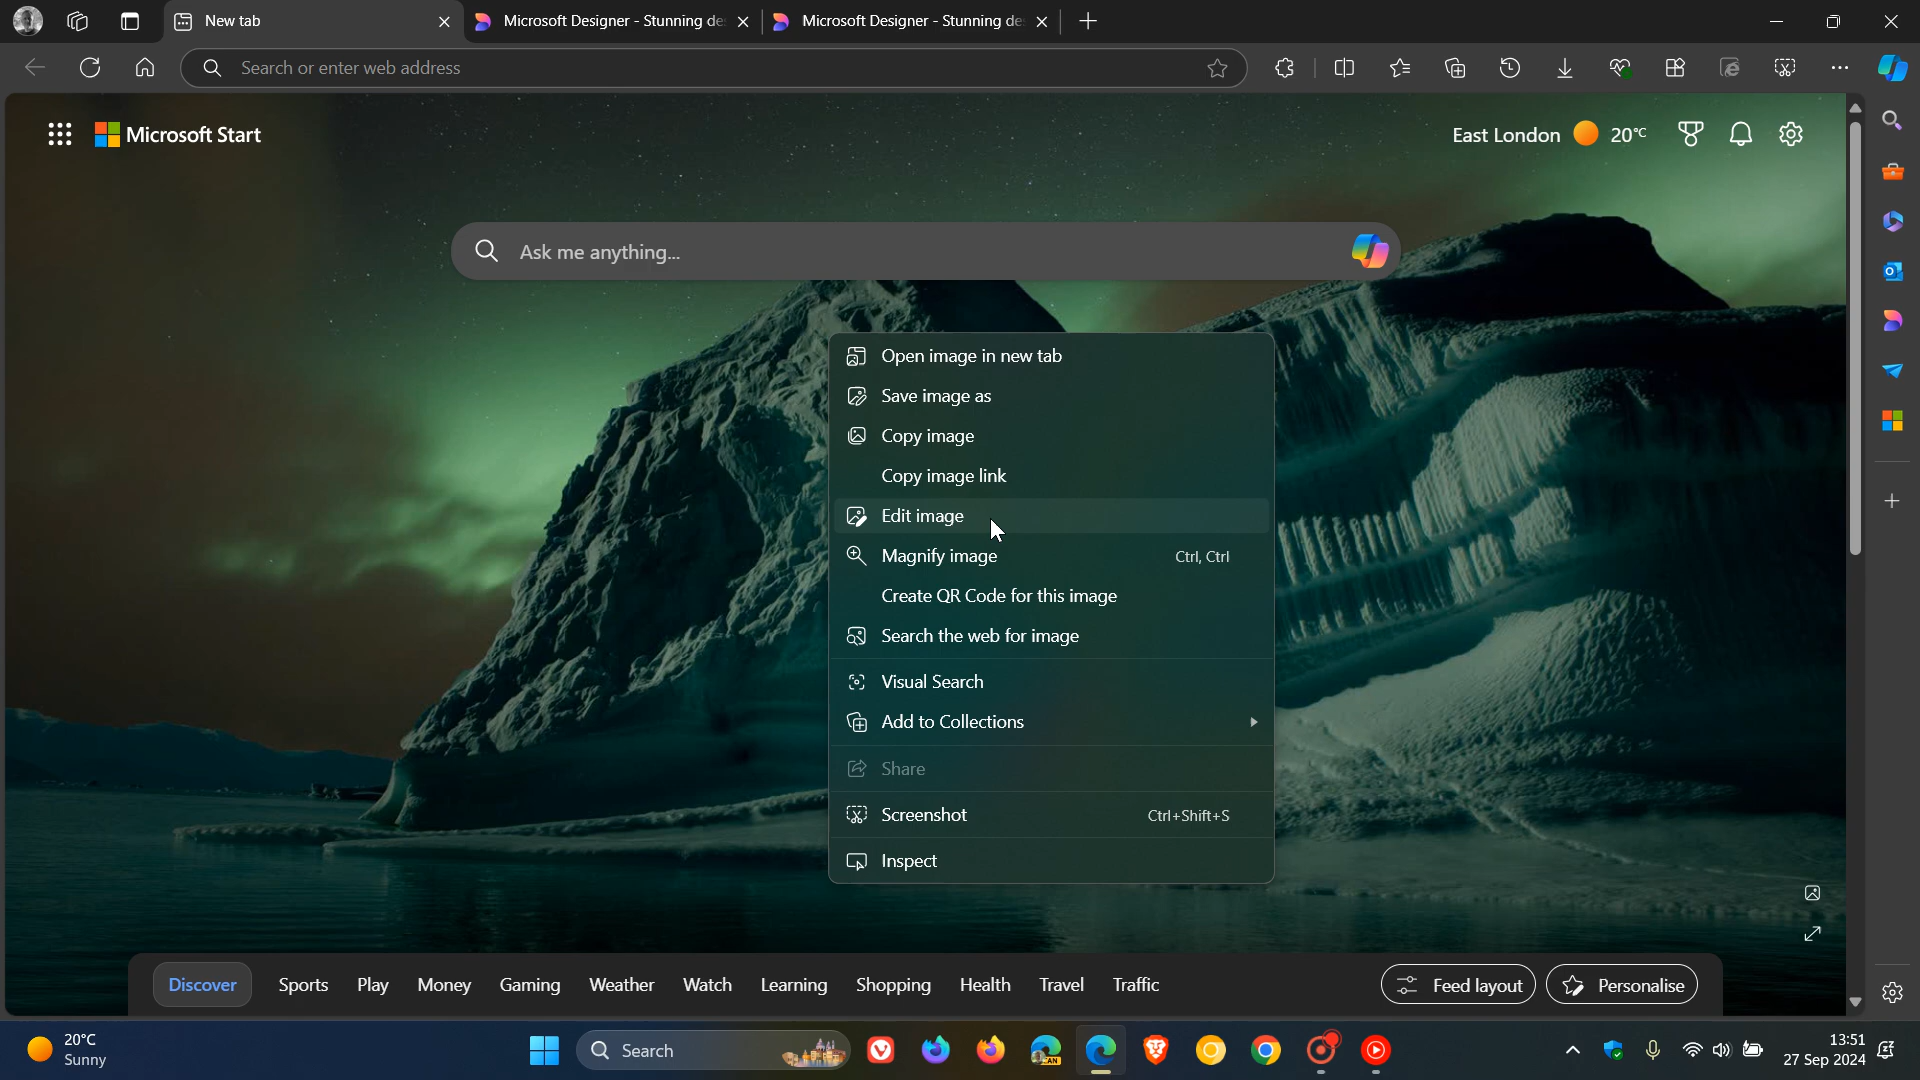 New tab
Microsoft Designer - Stunning de
Microsoft Designer - Stunning de
Search or enter web address
Microsoft Start
East London 20°C
Ask me anything...
Open image in new tab
Save image as
Copy image
Copy image link
Edit image
Magnify image Ctrl, Ctrl
Create QR Code for this image
Search the web for image
Visual Search
Add to Collections
Share
Screenshot Ctrl+Shift+S
Inspect
Discover Sports Play Money Gaming Weather Watch Learning Shopping Health Travel Traffic Feed layout Personalise
20°C
Sunny
Search
CAN
13:51
27 Sep 2024